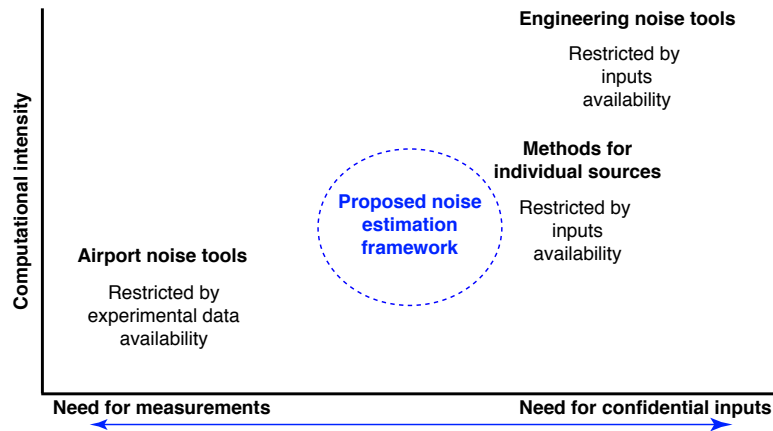 Engineering noise tools
Restricted by
inputs
availability
Methods for
individual sources
Restricted by
inputs
availability
Proposed noise
estimation
framework
Airport noise tools
Restricted by
experimental data
availability
Computational intensity
Need for measurements
Need for confidential inputs